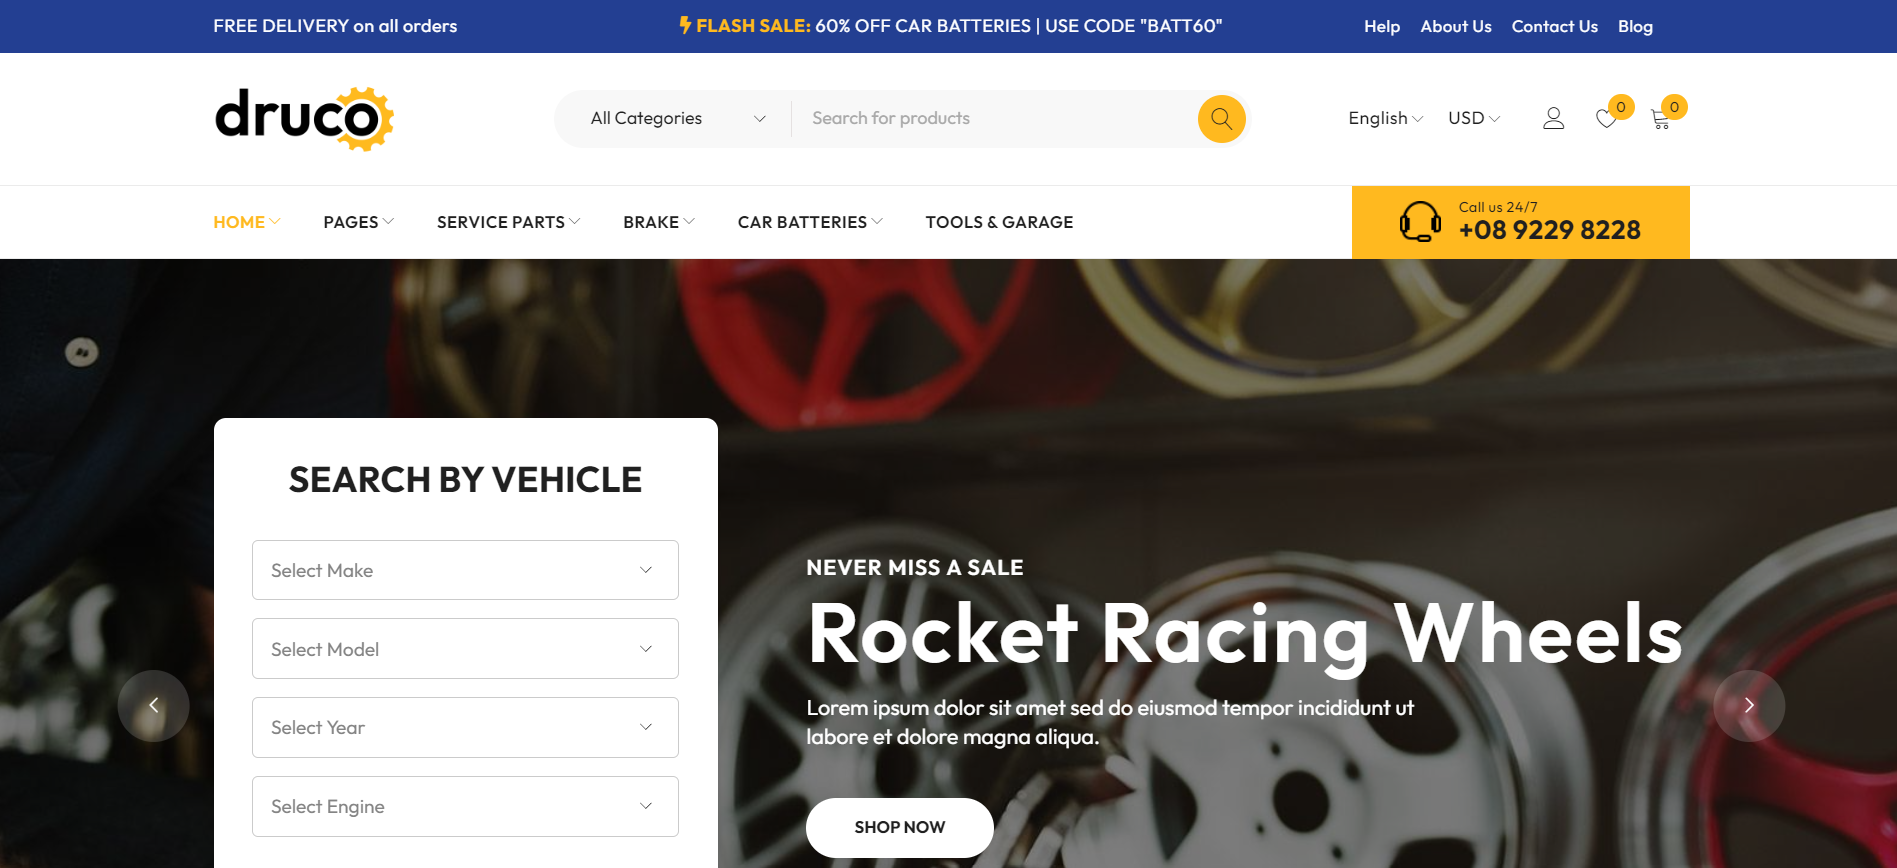 FREE DELIVERY on all orders
FLASH SALE: 60% OFF CAR BATTERIES | USE CODE "BATT60"
Help About Us Contact Us Blog
druco
All Categories
Search for products
English USD 0 0
HOME PAGES SERVICE PARTS BRAKE CAR BATTERIES TOOLS & GARAGE
Call us 24/7
+08 9229 8228
SEARCH BY VEHICLE
Select Make
Select Model
Select Year
Select Engine
NEVER MISS A SALE
Rocket Racing Wheels
Lorem ipsum dolor sit amet sed do eiusmod tempor incididunt ut
labore et dolore magna aliqua.
SHOP NOW